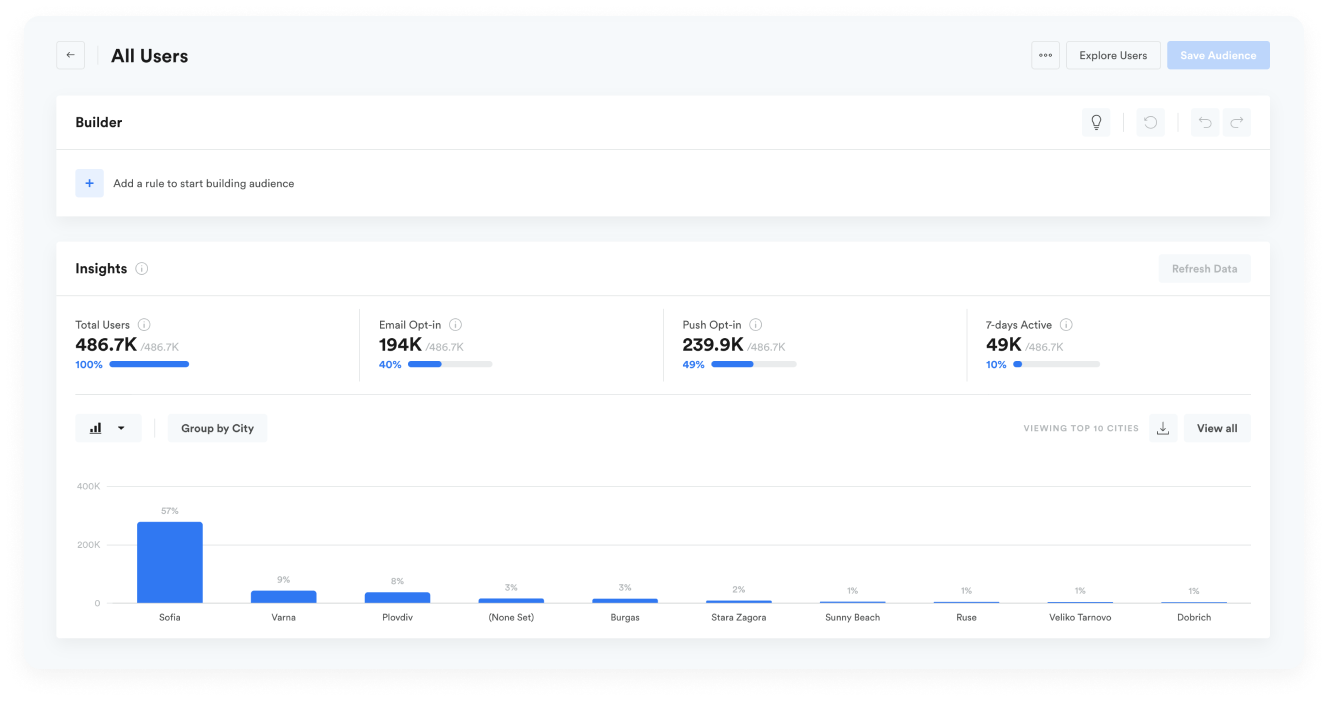 All Users
Explore Users
Save Audience
Builder
Add a rule to start building audience
Insights
Refresh Data
Total Users
486.7K /486.7K
100%
Email Opt-in
194K /486.7K
40%
Push Opt-in
239.9K /486.7K
49%
7-days Active
49K /486.7K
10%
Group by City
VIEWING TOP 10 CITIES
View all
400K
200K
0
57%
9%
8%
3%
3%
2%
1%
1%
1%
1%
Sofia
Varna
Plovdiv
(None Set)
Burgas
Stara Zagora
Sunny Beach
Ruse
Veliko Tarnovo
Dobrich